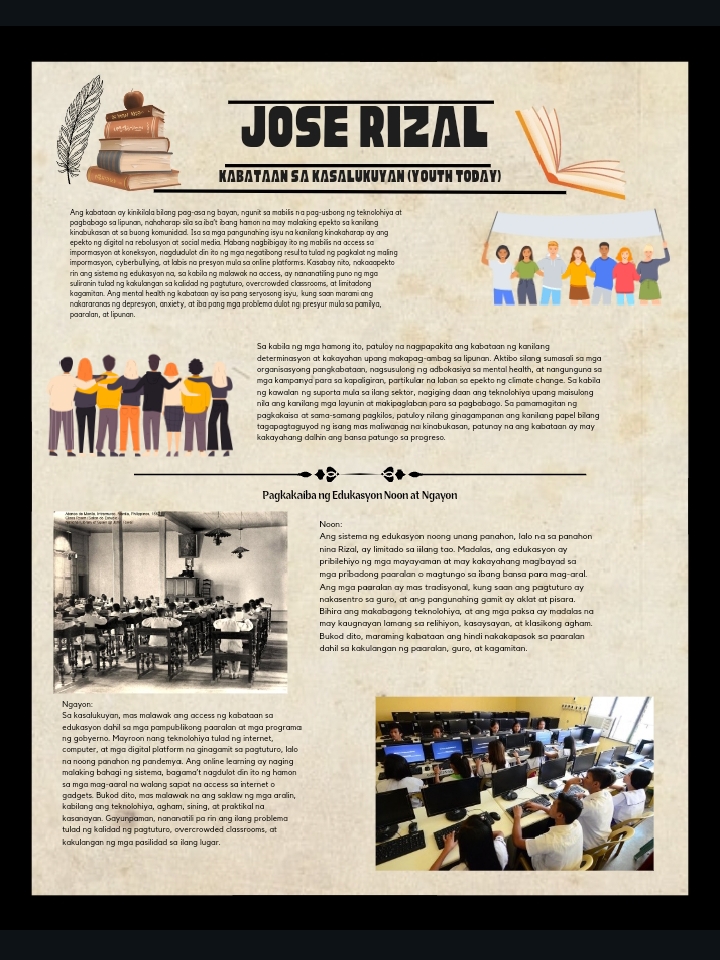 JOSE RIZAL
KABATAAN SA KASALUKUYAN (YOUTH TODAY)
Ang kabataan ay kinikilala bilang pag-asa ng bayan, ngunit sa mabilis na pag-usbong ng teknolohiya at
pagbabago sa lipunan, nahaharap sila sa iba't ibang hamon na may malaking epekto sa kanilang
kinabukasan at sa buong komunidad. Isa sa mga pangunahing isyu na kanilang kinakaharap ay ang
epekto ng digital na rebolusyon at social media. Habang nagbibigay ito ng mabilis na access sa
impormasyon at koneksyon, nagdudulot din ito ng mga negatibong resulta tulad ng pagkalat ng maling
impormasyon, cyberbullying, at labis na presyon mula sa online platforms. Kasabay nito, nakaaapekto
rin ang sistema ng edukasyon na, sa kabila ng malawak na access, ay nananatiling puno ng mga
suliranin tulad ng kakulangan sa kalidad ng pagtuturo, overcrowded classrooms, at limitadong
kagamitan. Ang mental health ng kabataan ay isa pang seryosong isyu, kung saan marami ang
nakararanas ng depresyon, anxiety, at iba pang mga problema dulot ng presyur mula sa pamilya,
paaralan, at lipunan.
Sa kabila ng mga hamong ito, patuloy na nagpapakita ang kabataan ng kanilang
determinasyon at kakayahan upang makapag-ambag sa lipunan. Aktibo silang sumasali sa mga
organisasyong pangkabataan, nagsusulong ng adbokasiya sa mental health, at nangunguna sa
mga kampanya para sa kapaligiran, partikular na laban sa epekto ng climate change. Sa kabila
ng kawalan ng suporta mula sa ilang sektor, nagiging daan ang teknolohiya upang maisulong
nila ang kanilang mga layunin at makipaglaban para sa pagbabago. Sa pamamagitan ng
pagkakaisa at sama-samang pagkilos, patuloy nilang ginagampanan ang kanilang papel bilang
tagapagtaguyod ng isang mas maliwanag na kinabukasan, patunay na ang kabataan ay may
kakayahang dalhin ang bansa patungo sa progreso.
Pagkakaiba ng Edukasyon Noon at Ngayon
Noon:
Ang sistema ng edukasyon noong unang panahon, lalo na sa panahon
nina Rizal, ay limitado sa iilang tao. Madalas, ang edukasyon ay
pribilehiyo ng mga mayayaman at may kakayahang magbayad sa
mga pribadong paaralan o magtungo sa ibang bansa para mag-aral.
Ang mga paaralan ay mas tradisyonal, kung saan ang pagtuturo ay
nakasentro sa guro, at ang pangunahing gamit ay aklat at pisara.
Bihira ang makabagong teknolohiya, at ang mga paksa ay madalas na
may kaugnayan lamang sa relihiyon, kasaysayan, at klasikong agham.
Bukod dito, maraming kabataan ang hindi nakakapasok sa paaralan
dahil sa kakulangan ng paaralan, guro, at kagamitan.
Ngayon:
Sa kasalukuyan, mas malawak ang access ng kabataan sa
edukasyon dahil sa mga pampublikong paaralan at mga programa
ng gobyerno. Mayroon nang teknolohiya tulad ng internet,
computer, at mga digital platform na ginagamit sa pagtuturo, lalo
na noong panahon ng pandemya. Ang online learning ay naging
malaking bahagi ng sistema, bagama't nagdulot din ito ng hamon
sa mga mag-aaral na walang sapat na access sa internet o
gadgets. Bukod dito, mas malawak na ang saklaw ng mga aralin,
kabilang ang teknolohiya, agham, sining, at praktikal na
kasanayan. Gayunpaman, nananatili pa rin ang ilang problema
tulad ng kalidad ng pagtuturo, overcrowded classrooms, at
kakulangan ng mga pasilidad sa ilang lugar.